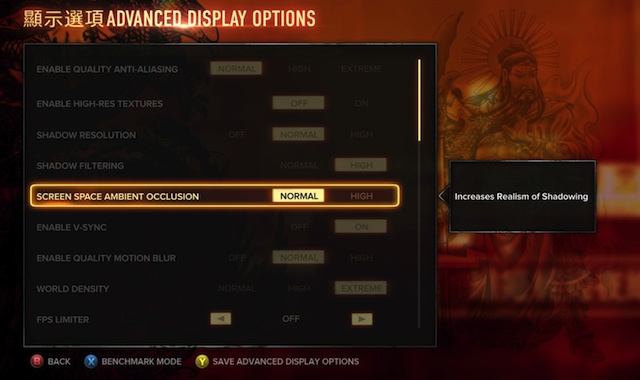 顯示選項 ADVANCED DISPLAY OPTIONS
ENABLE QUALITY ANTI-ALIASING NORMAL HIGH EXTREME
ENABLE HIGH-RES TEXTURES OFF ON
SHADOW RESOLUTION OFF NORMAL HIGH
SHADOW FILTERING NORMAL HIGH
SCREEN SPACE AMBIENT OCCLUSION NORMAL HIGH
Increases Realism of Shadowing
ENABLE V-SYNC OFF ON
ENABLE QUALITY MOTION BLUR OFF NORMAL HIGH
WORLD DENSITY NORMAL HIGH EXTREME
FPS LIMITER OFF
B BACK X BENCHMARK MODE Y SAVE ADVANCED DISPLAY OPTIONS